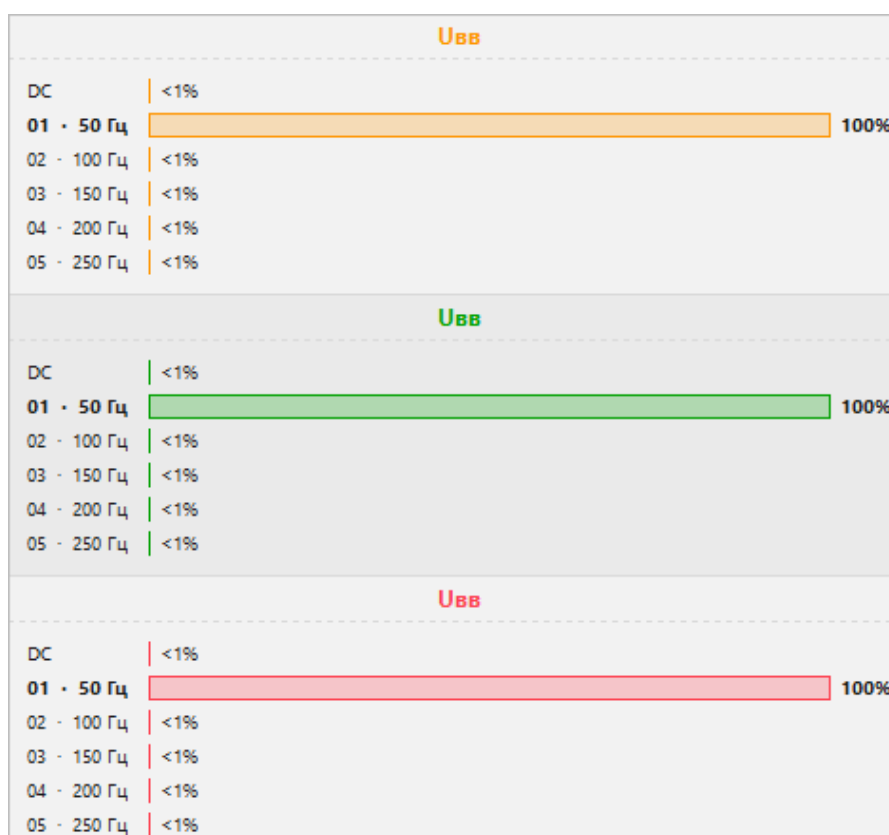 Uвв
DC <1%
01 · 50 Гц 100%
02 - 100 Гц <1%
03 - 150 Гц <1%
04 - 200 Гц <1%
05 - 250 Гц <1%
Uвв
DC <1%
01 · 50 Гц 100%
02 - 100 Гц <1%
03 - 150 Гц <1%
04 - 200 Гц <1%
05 - 250 Гц <1%
Uвв
DC <1%
01 · 50 Гц 100%
02 - 100 Гц <1%
03 - 150 Гц <1%
04 - 200 Гц <1%
05 - 250 Гц <1%